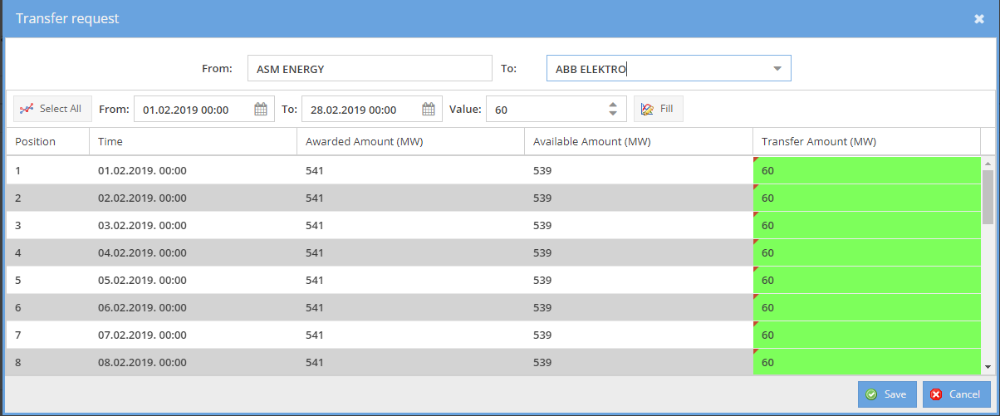 Transfer request
From: ASM ENERGY To: ABB ELEKTRO
Select All From: 01.02.2019 00:00 To: 28.02.2019 00:00 Value: 60 Fill
Position Time Awarded Amount (MW) Available Amount (MW) Transfer Amount (MW)
1 01.02.2019. 00:00 541 539 60
2 02.02.2019. 00:00 541 539 60
3 03.02.2019. 00:00 541 539 60
4 04.02.2019. 00:00 541 539 60
5 05.02.2019. 00:00 541 539 60
6 06.02.2019. 00:00 541 539 60
7 07.02.2019. 00:00 541 539 60
8 08.02.2019. 00:00 541 539 60
Save Cancel